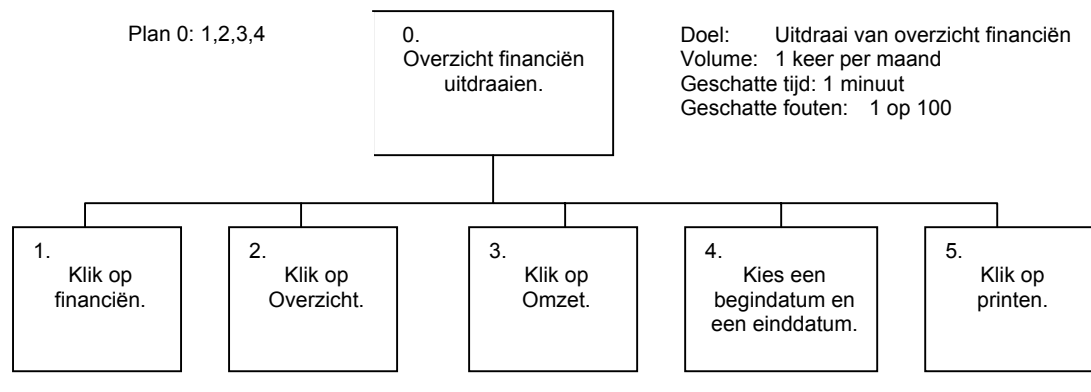 Plan 0: 1,2,3,4
0.
Overzicht financiën
uitdraaien.
Doel: Uitdraai van overzicht financiën
Volume: 1 keer per maand
Geschatte tijd: 1 minuut
Geschatte fouten: 1 op 100
1.
Klik op
financiën.
2.
Klik op
Overzicht.
3.
Klik op
Omzet.
4.
Kies een
begindatum en
een einddatum.
5.
Klik op
printen.